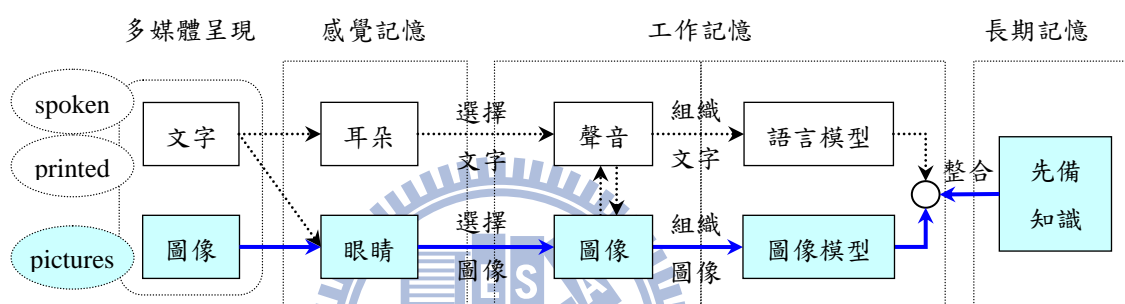 多媒體呈現 感覺記憶 工作記憶 長期記憶
spoken
printed
pictures
文字 耳朵 選擇 文字 聲音 組織 文字 語言模型
圖像 眼睛 選擇 圖像 圖像 組織 圖像 圖像模型
整合
先備
知識
ESA